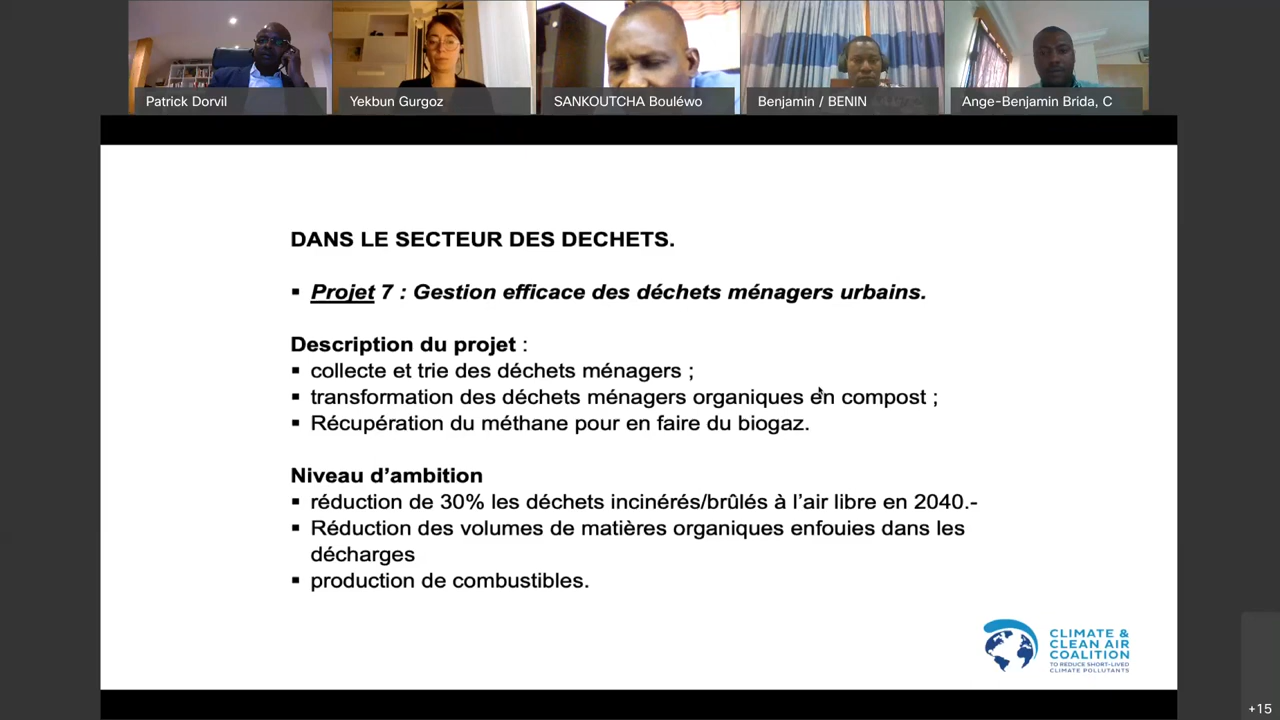 Patrick Dorvil
Yekbun Gurgoz
SANKOUTCHA Bouléwo
Benjamin / BENIN
Ange-Benjamin Brida, C
DANS LE SECTEUR DES DECHETS.
▪ Projet 7 : Gestion efficace des déchets ménagers urbains.
Description du projet :
▪ collecte et trie des déchets ménagers ;
▪ transformation des déchets ménagers organiques en compost ;
▪ Récupération du méthane pour en faire du biogaz.
Niveau d’ambition
▪ réduction de 30% les déchets incinérés/brûlés à l’air libre en 2040.-
▪ Réduction des volumes de matières organiques enfouies dans les
décharges
▪ production de combustibles.
CLIMATE &
CLEAN AIR
COALITION
TO REDUCE SHORT-LIVED
CLIMATE POLLUTANTS
+15